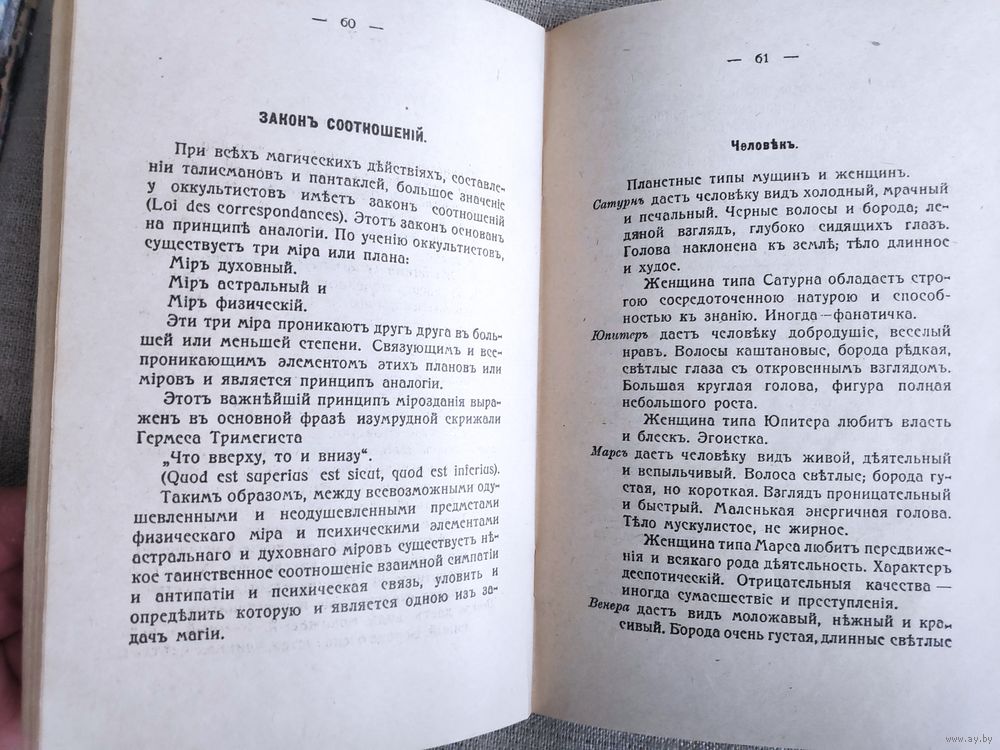 — 60 —
ЗАКОНЪ СООТНОШЕНІЙ.
При всѣхъ магическихъ дѣйствіяхъ, составле-
ніи талисмановъ и пантаклей, большое значеніе
у оккультистовъ имѣетъ законъ соотношеній
(Loi des correspondances). Этотъ законъ основанъ
на принципѣ аналогіи. По ученію оккультистовъ,
существуетъ три міра или плана:
Міръ духовный.
Міръ астральный и
Міръ физическій.
Эти три міра проникаютъ другъ друга въ боль-
шей или меньшей степени. Связующимъ и все-
проникающимъ элементомъ этихъ плановъ или
міровъ и является принципъ аналогіи.
Этотъ важнѣйшій принципъ мірозданія выра-
женъ въ основной фразѣ изумрудной скрижали
Гермеса Тримегиста
„Что вверху, то и внизу“.
(Quod est superius est sicut, quod est inferius).
Такимъ образомъ, между всевозможными оду-
шевленными и неодушевленными предметами
физическаго міра и психическими элементами
астральнаго и духовнаго міровъ существуетъ нѣ-
кое таинственное соотношеніе взаимной симпатіи
и антипатіи и психическая связь, уловить и
опредѣлить которую и является одною изъ за-
дачъ магіи.
— 61 —
Человѣкъ.
Планетные типы мущинъ и женщинъ.
Сатурнъ даетъ человѣку видъ холодный, мрачный
и печальный. Черные волосы и борода; ле-
дяной взглядъ, глубоко сидящихъ глазъ.
Голова наклонена къ землѣ; тѣло длинное
и худое.
Женщина типа Сатурна обладаетъ стро-
гою сосредоточенною натурою и способ-
ностью къ знанію. Иногда—фанатичка.
Юпитеръ даетъ человѣку добродушіе, веселый
нравъ. Волосы каштановые, борода рѣдкая,
свѣтлые глаза съ откровеннымъ взглядомъ.
Большая круглая голова, фигура полная
небольшого роста.
Женщина типа Юпитера любитъ власть
и блескъ. Эгоистка.
Марсъ даетъ человѣку видъ живой, дѣятельный
и вспыльчивый. Волоса свѣтлые; борода гу-
стая, но короткая. Взглядъ проницательный
и быстрый. Маленькая энергичная голова.
Тѣло мускулистое, не жирное.
Женщина типа Марса любитъ передвиже-
нія и всякаго рода дѣятельность. Характеръ
деспотическій. Отрицательныя качества —
иногда сумасшествіе и преступленія.
Венера даетъ видъ моложавый, нѣжный и кра-
сивый. Борода очень густая, длинные свѣтлые
www.ay.by